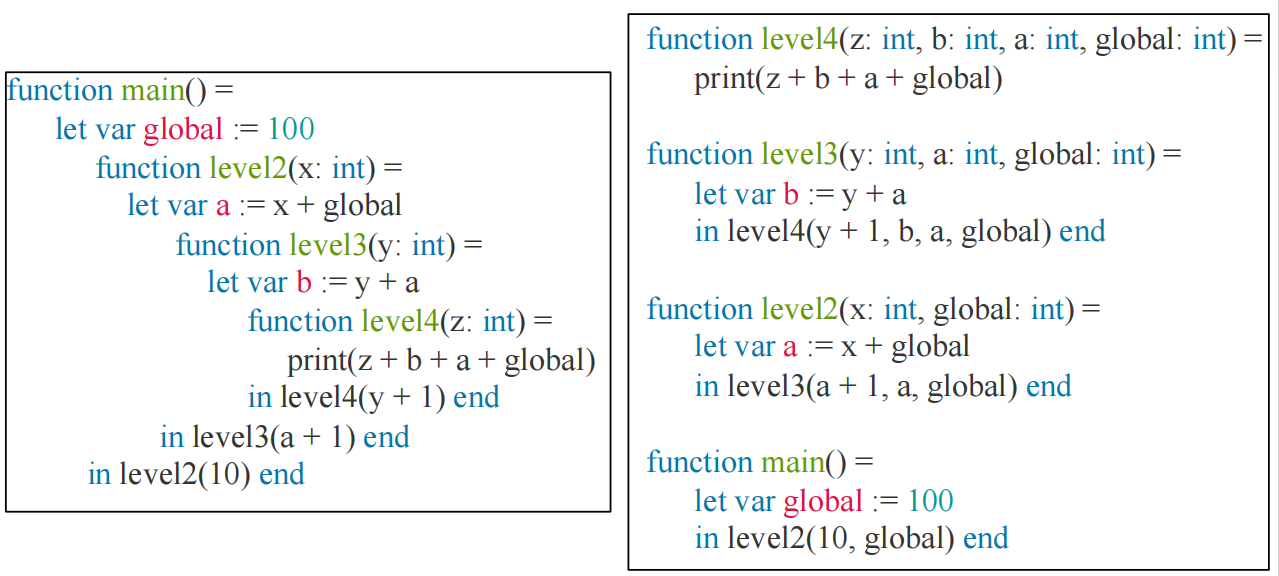 function main() =
let var global := 100
function level2(x: int) =
let var a := x + global
function level3(y: int) =
let var b := y + a
function level4(z: int) =
print(z + b + a + global)
in level4(y + 1) end
in level3(a + 1) end
in level2(10) end
function level4(z: int, b: int, a: int, global: int) =
print(z + b + a + global)
function level3(y: int, a: int, global: int) =
let var b := y + a
in level4(y + 1, b, a, global) end
function level2(x: int, global: int) =
let var a := x + global
in level3(a + 1, a, global) end
function main() =
let var global := 100
in level2(10, global) end